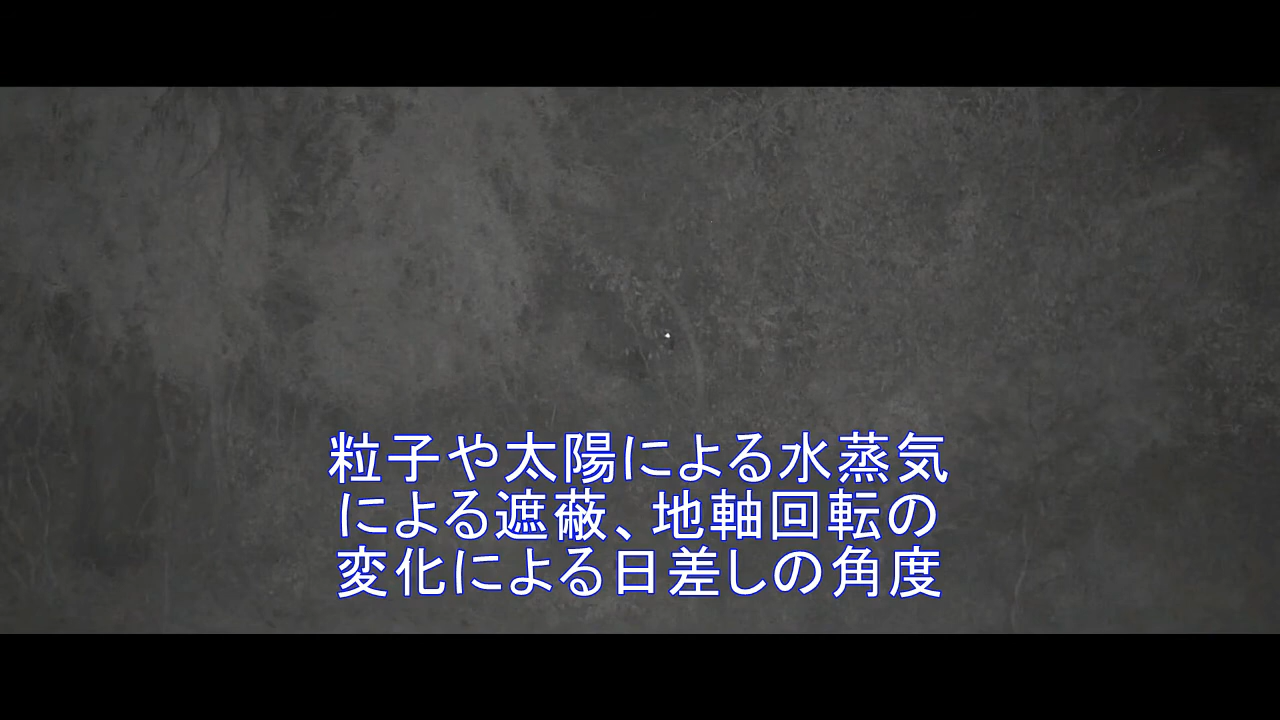 粒子や太陽による水蒸気
による遮蔽、地軸回転の
変化による日差しの角度